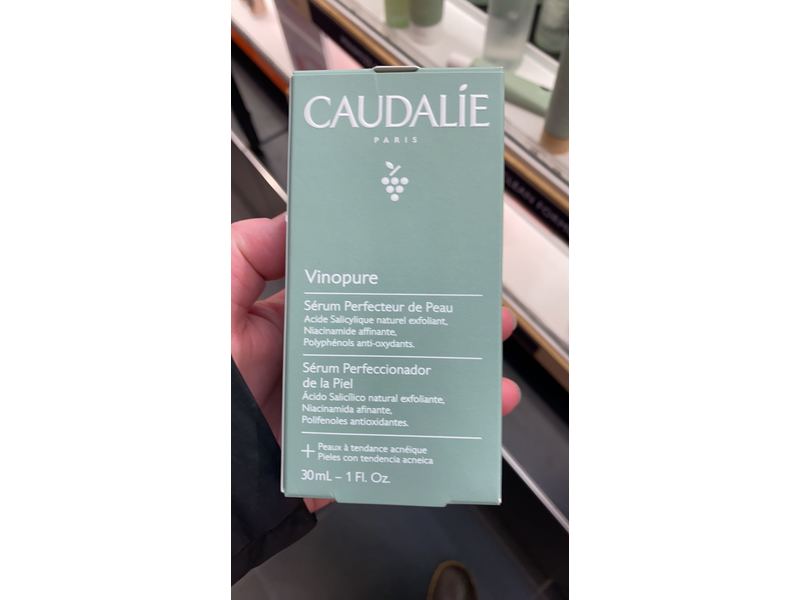 CAUDALÍE
PARIS
Vinopure
Sérum Perfecteur de Peau
Acide Salicylique naturel exfoliant,
Niacinamide affinante,
Polyphénols anti-oxydants.
Sérum Perfeccionador
de la Piel
Ácido Salicílico natural exfoliante,
Niacinamida afinante,
Polifenoles antioxidantes.
+ Peaux à tendance acnéique
Pieles con tendencia acneica
30 mL – 1 Fl. Oz.